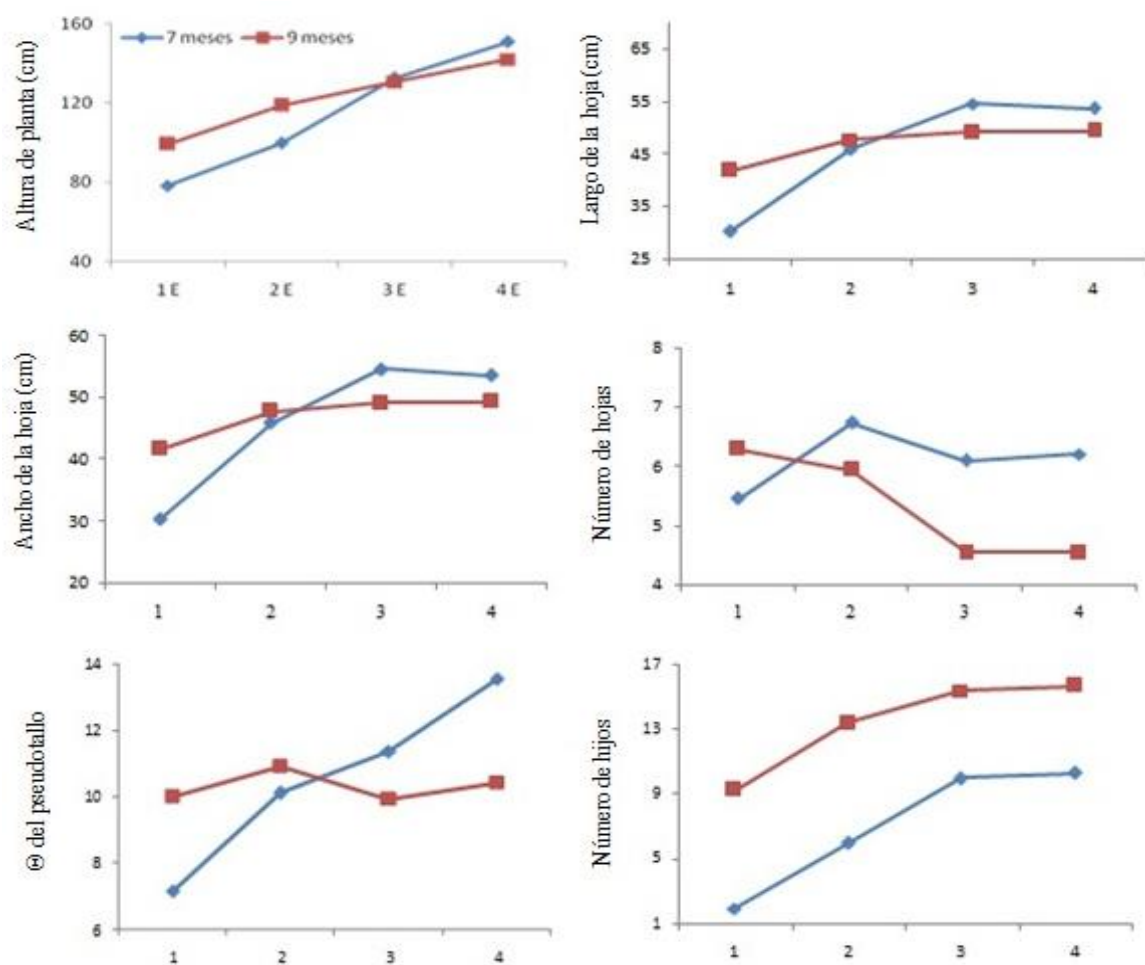 Altura de planta (cm)
160
120
80
40
7 meses
9 meses
1 E 2 E 3 E 4 E
Largo de la hoja (cm)
65
55
45
35
25
1 2 3 4
Ancho de la hoja (cm)
60
50
40
30
20
1 2 3 4
Número de hojas
8
7
6
5
4
1 2 3 4
Θ del pseudotallo
14
12
10
8
6
1 2 3 4
Número de hijos
17
13
9
5
1
1 2 3 4